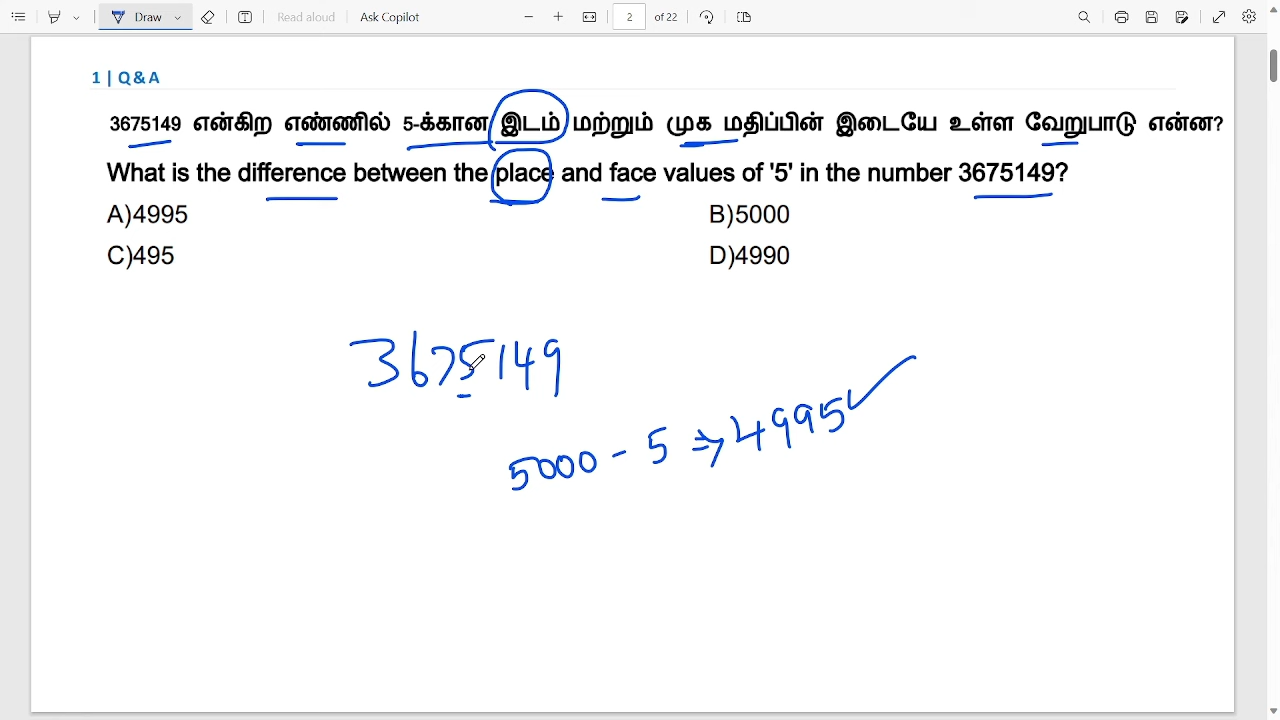 Draw
Read aloud
Ask Copilot
2
of 22
1 | Q&A
3675149 என்கிற எண்ணில் 5-க்கான இடம் மற்றும் முக மதிப்பின் இடையே உள்ள வேறுபாடு என்ன?
What is the difference between the place and face values of '5' in the number 3675149?
A)4995
B)5000
C)495
D)4990
3675149
5000 - 5 => 4995 ✓